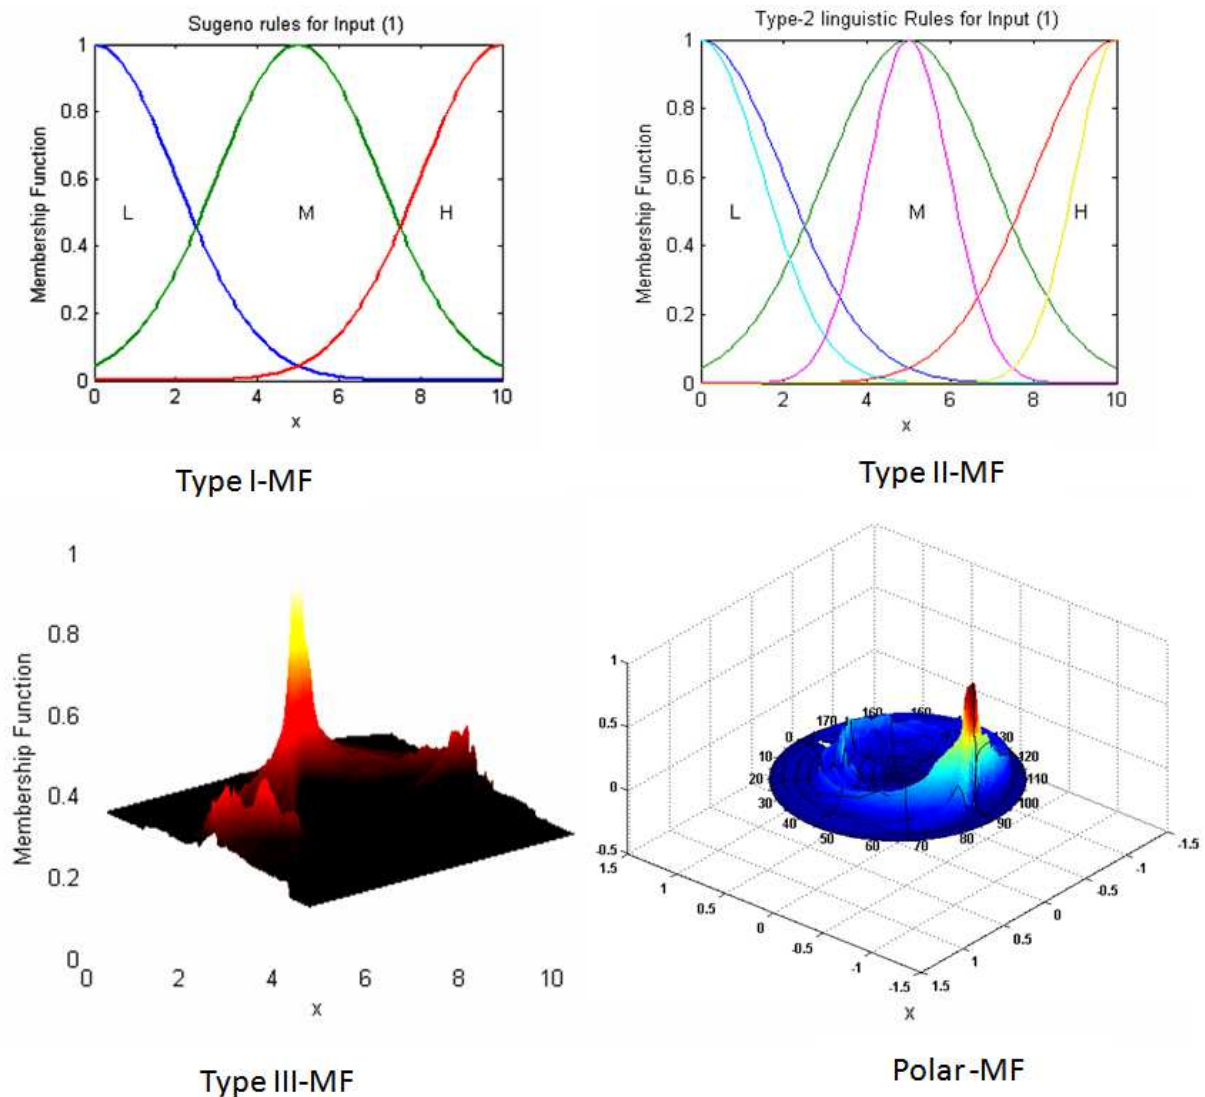 Sugeno rules for Input (1)
1
0.8
0.6
0.4
0.2
0
Membership Function
L
M
H
0 2 4 6 8 10
x
Type I-MF
Type-2 linguistic Rules for Input (1)
1
0.8
0.6
0.4
0.2
0
Membership Function
L
M
H
0 2 4 6 8 10
x
Type II-MF
1
0.8
0.6
0.4
0.2
0
Membership Function
0 2 4 6 8 10
x
Type III-MF
1
0.5
0
-0.5
1.5
1
0.5
0
-0.5
-1
-1.5
1.5
1
0.5
0
-0.5
-1
-1.5
170 160 160
0 130
10 120
20 110
30 100
40 90
50 80
60 70
x
Polar-MF